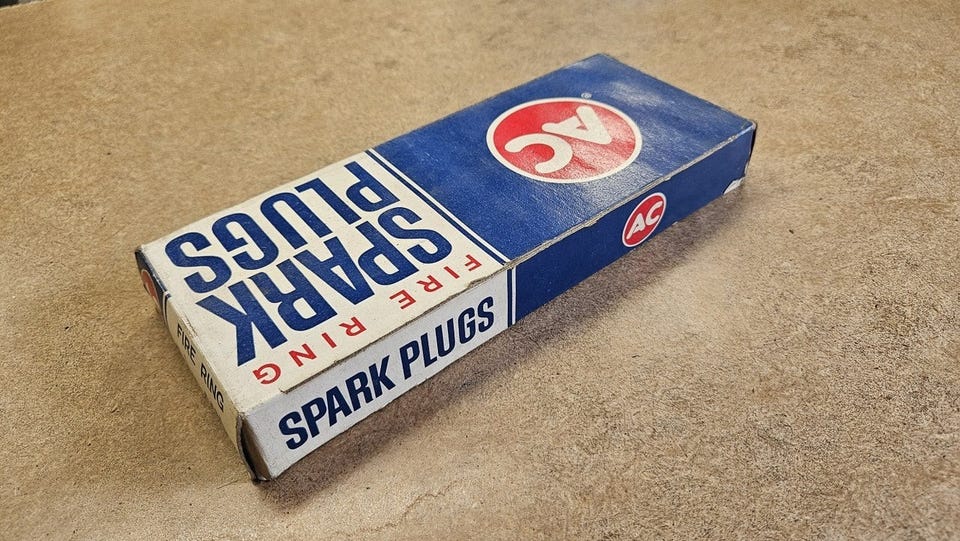 AC
®
FIRE RING
SPARK
PLUGS
AC
SPARK PLUGS
FIRE RING